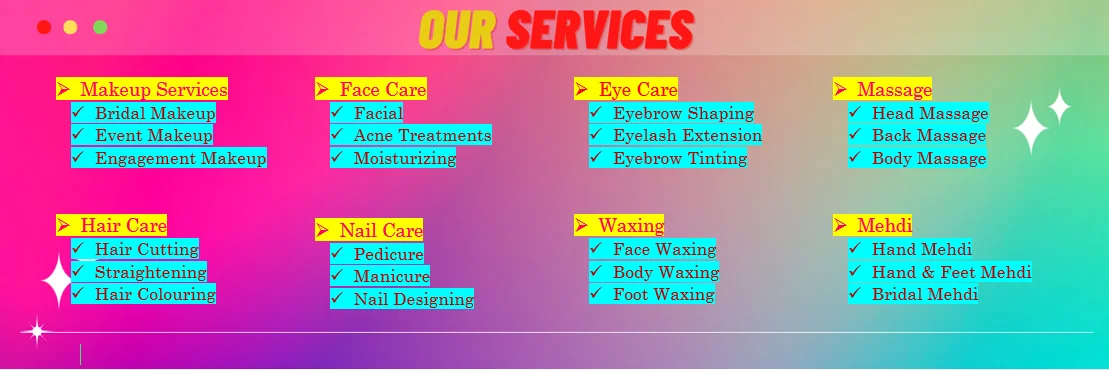 OUR SERVICES
➢ Makeup Services
✓ Bridal Makeup
✓ Event Makeup
✓ Engagement Makeup
➢ Face Care
✓ Facial
✓ Acne Treatments
✓ Moisturizing
➢ Eye Care
✓ Eyebrow Shaping
✓ Eyelash Extension
✓ Eyebrow Tinting
➢ Massage
✓ Head Massage
✓ Back Massage
✓ Body Massage
➢ Hair Care
✓ Hair Cutting
✓ Straightening
✓ Hair Colouring
➢ Nail Care
✓ Pedicure
✓ Manicure
✓ Nail Designing
➢ Waxing
✓ Face Waxing
✓ Body Waxing
✓ Foot Waxing
➢ Mehdi
✓ Hand Mehdi
✓ Hand & Feet Mehdi
✓ Bridal Mehdi